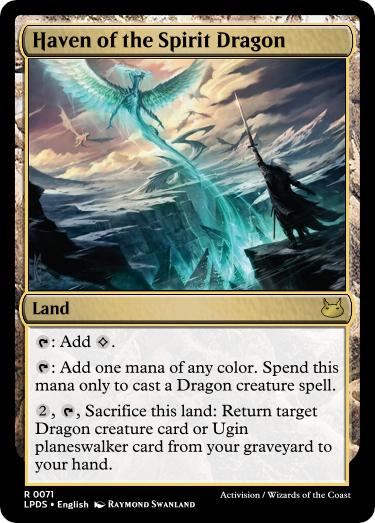 Haven of the Spirit Dragon
Land
: Add .
: Add one mana of any color. Spend this
mana only to cast a Dragon creature spell.
2, , Sacrifice this land: Return target
Dragon creature card or Ugin
planeswalker card from your graveyard to
your hand.
R 0071
LPDS • English RAYMOND SWANLAND
Activision / Wizards of the Coast